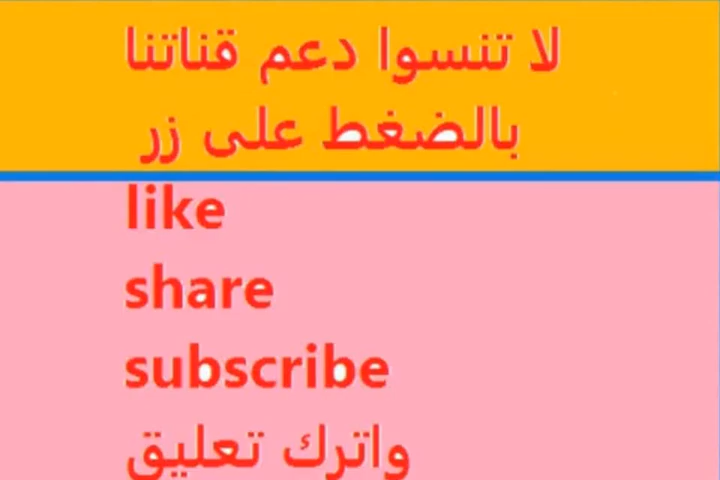 لا تنسوا دعم قناتنا
بالضغط على زر
like
share
subscribe
واترك تعليق